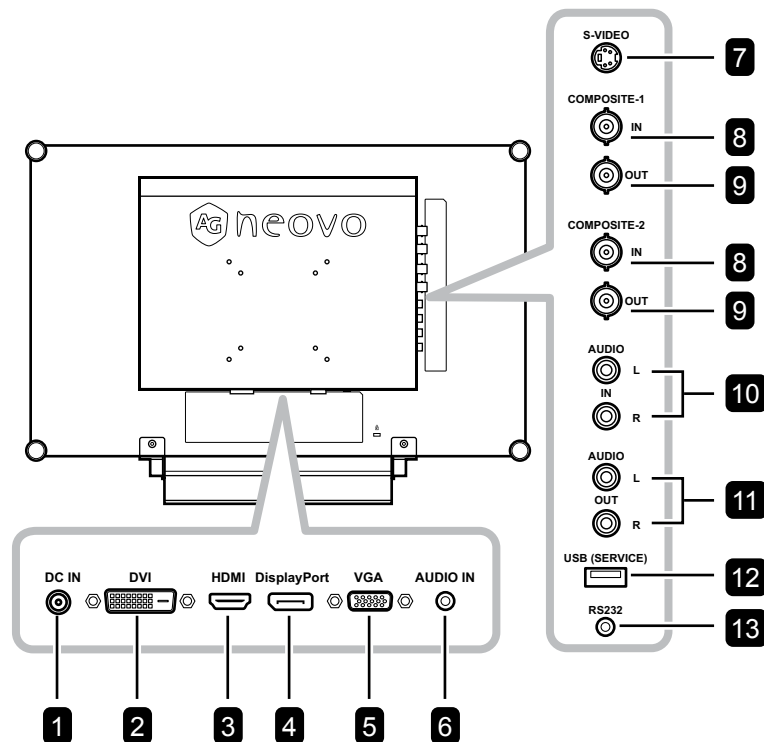 S-VIDEO
7
COMPOSITE-1
IN
8
OUT
9
COMPOSITE-2
IN
8
OUT
9
AUDIO
L
IN
R
10
AUDIO
L
OUT
R
11
USB (SERVICE)
12
RS232
13
AG neovo
DC IN DVI HDMI DisplayPort VGA AUDIO IN
1 2 3 4 5 6